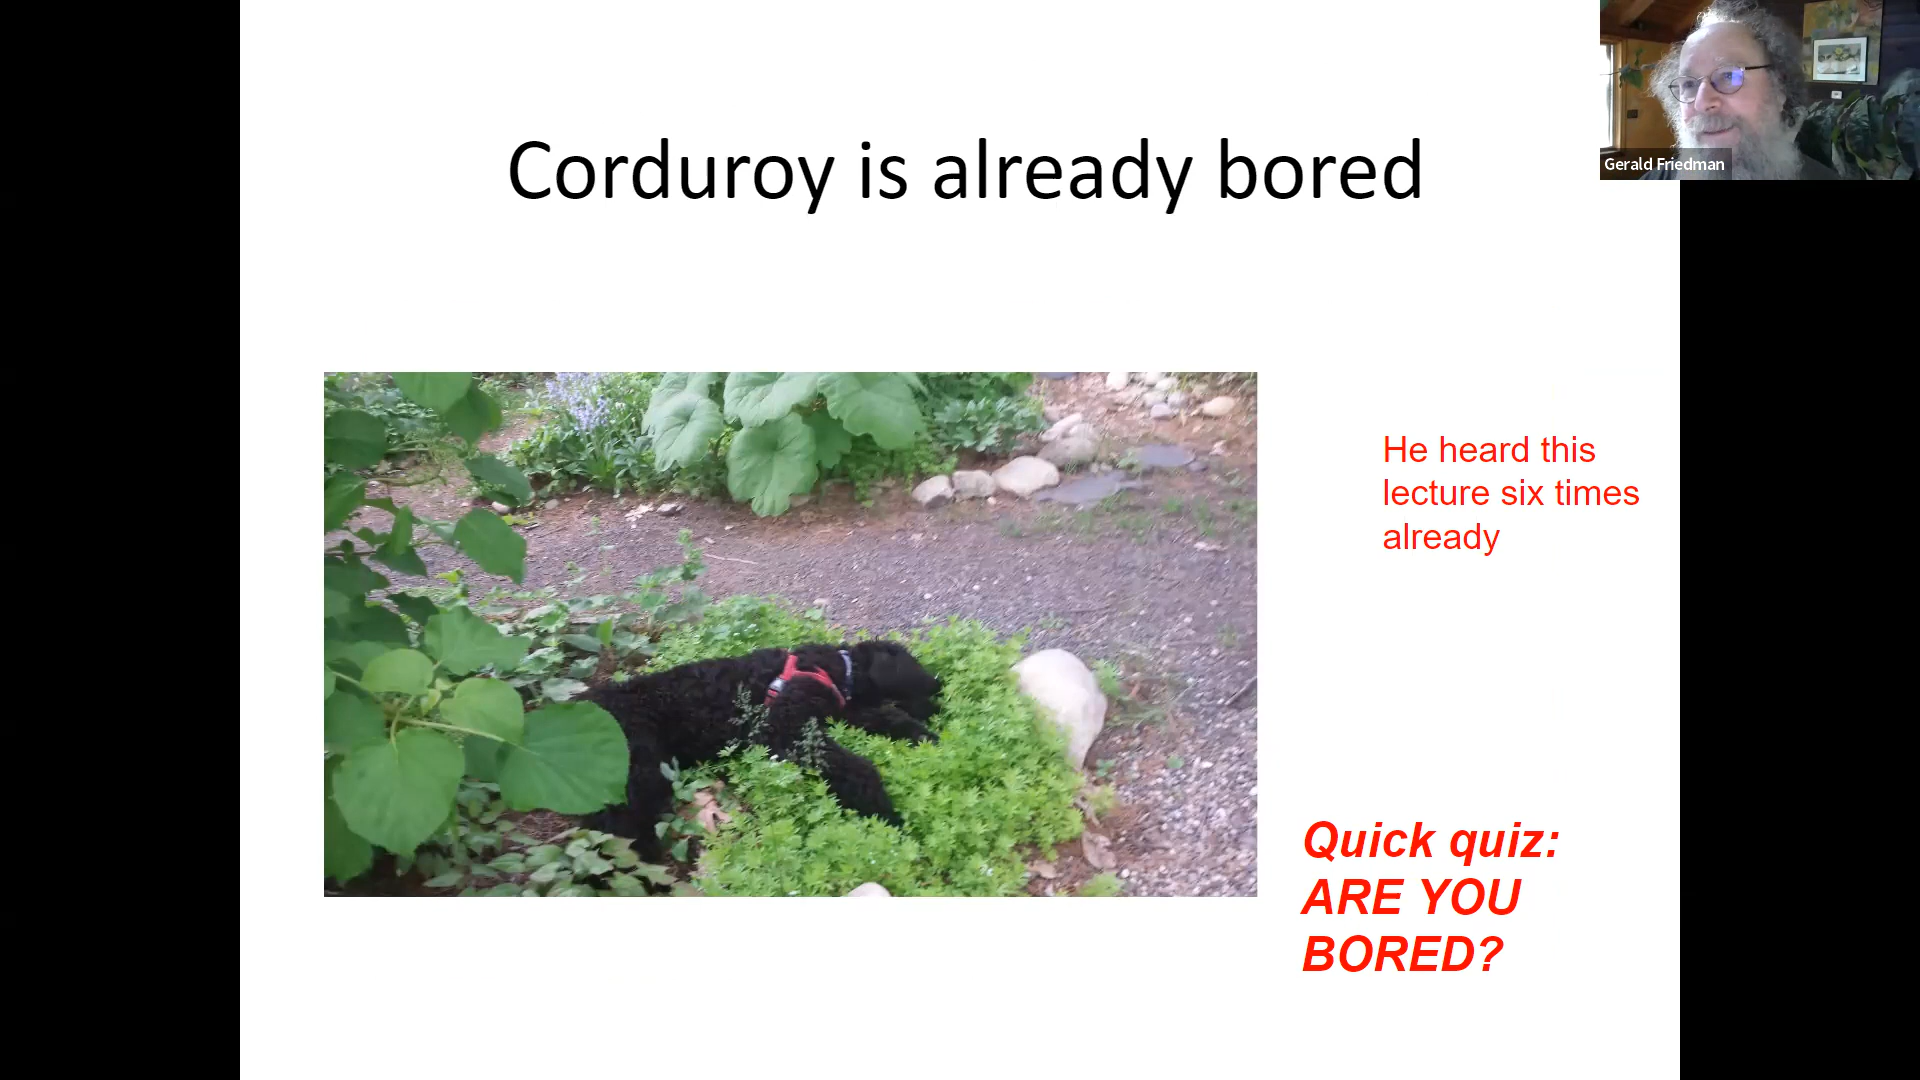 Corduroy is already bored
Gerald Friedman
He heard this
lecture six times
already
Quick quiz:
ARE YOU
BORED?